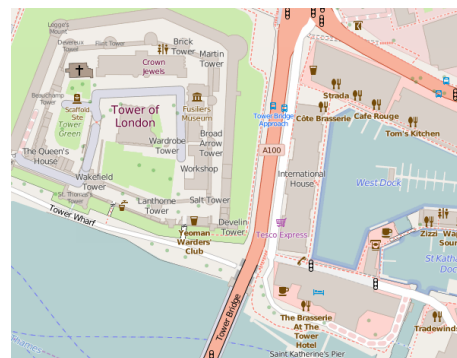 Legge's
Mount
Devereux
Tower
Flint Tower
Brick
Tower
Martin
Tower
Crown
Jewels
Beauchamp
Tower
Scaffold
Site
Tower
Green
Tower of
London
Fusiliers
Museum
Strada
Tower Bridge
Approach
Côte Brasserie
Cafe Rouge
Tom's Kitchen
Broad
Arrow
Tower
Wardrobe
Tower
The Queen's
House
A100
Workshop
Wakefield
Tower
International
House
West Dock
St. Thomas's
Tower
Lanthorne
Tower
Salt Tower
Tower Wharf
Develin
Tower
Yeoman
Warders'
Club
Tesco Express
Zizzi
Wag
Sour
St Kath
Doc
Tower Bridge
The Brasserie
At The
Tower
Hotel
Tradewinds
Saint Katherine's Pier
Thames